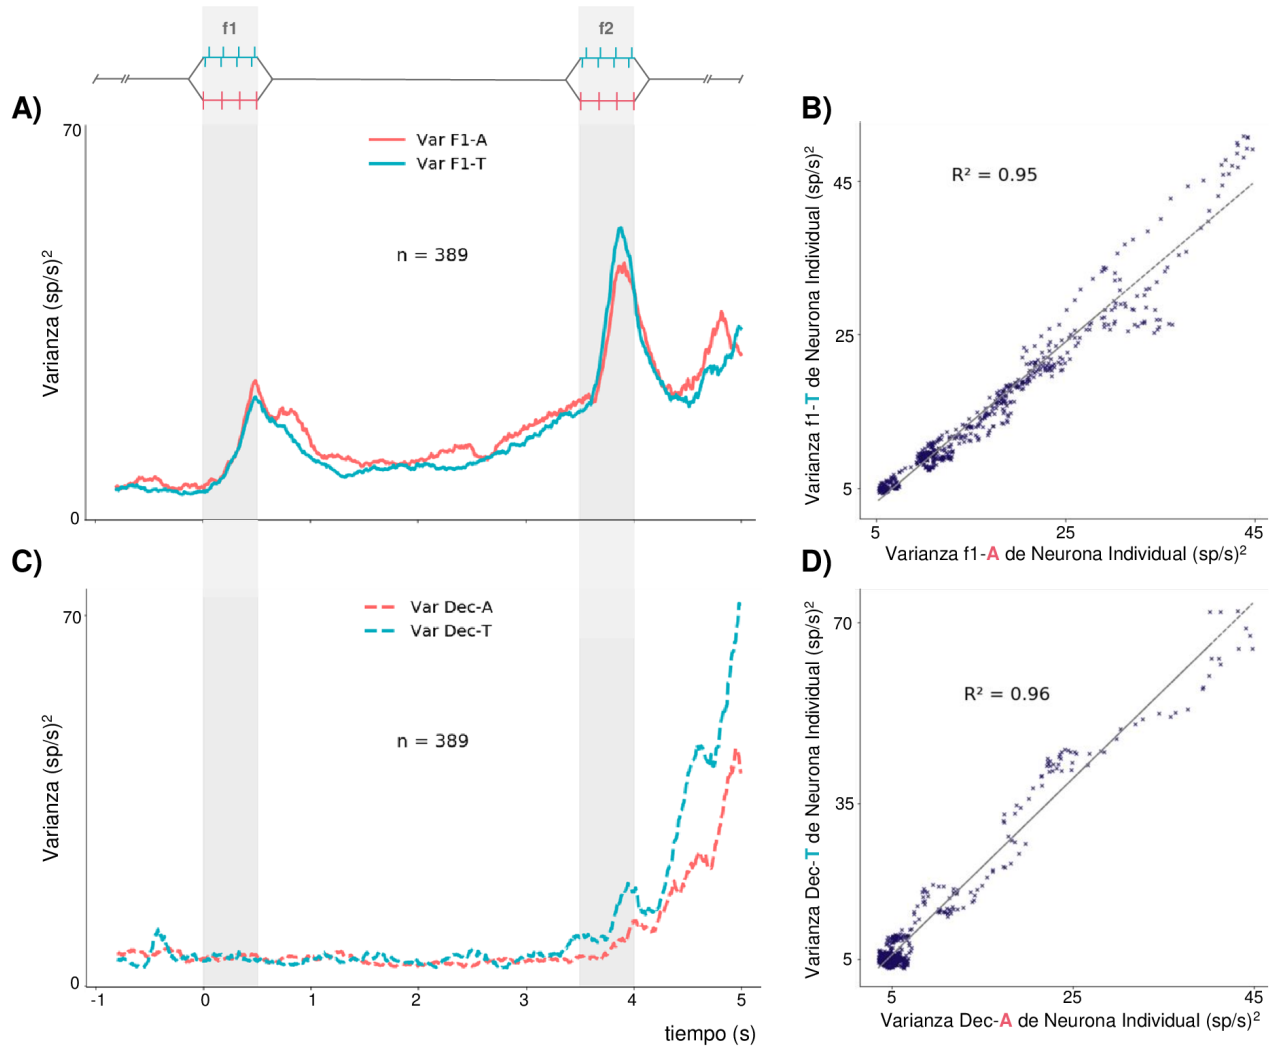 f1
f2
A)
70
Var F1-A
Var F1-T
n = 389
Varianza (sp/s)²
0
B)
45
25
5
R² = 0.95
Varianza f1-T de Neurona Individual (sp/s)²
5
25
45
Varianza f1-A de Neurona Individual (sp/s)²
C)
70
Var Dec-A
Var Dec-T
n = 389
Varianza (sp/s)²
0
-1
0
1
2
3
4
5
tiempo (s)
D)
70
35
5
R² = 0.96
Varianza Dec-T de Neurona Individual (sp/s)²
5
25
45
Varianza Dec-A de Neurona Individual (sp/s)²